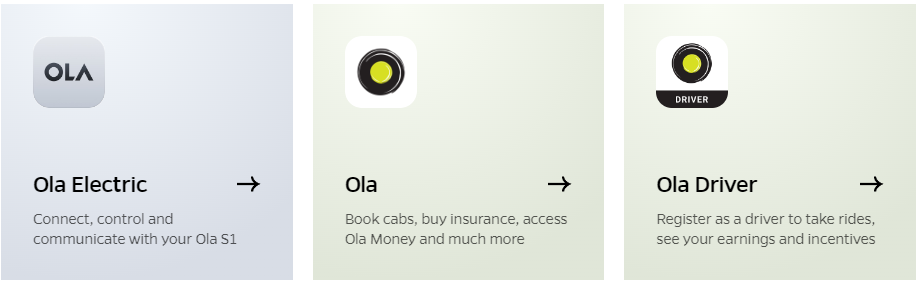 OLA
Ola Electric
Connect, control and
communicate with your Ola S1
Ola
Book cabs, buy insurance, access
Ola Money and much more
DRIVER
Ola Driver
Register as a driver to take rides,
see your earnings and incentives